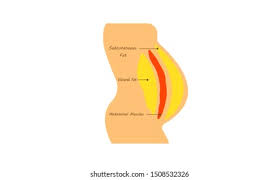 Subcutaneous
Fat
Visceral Fat
Abdominal Muscles
shutterstock.com · 1508532326